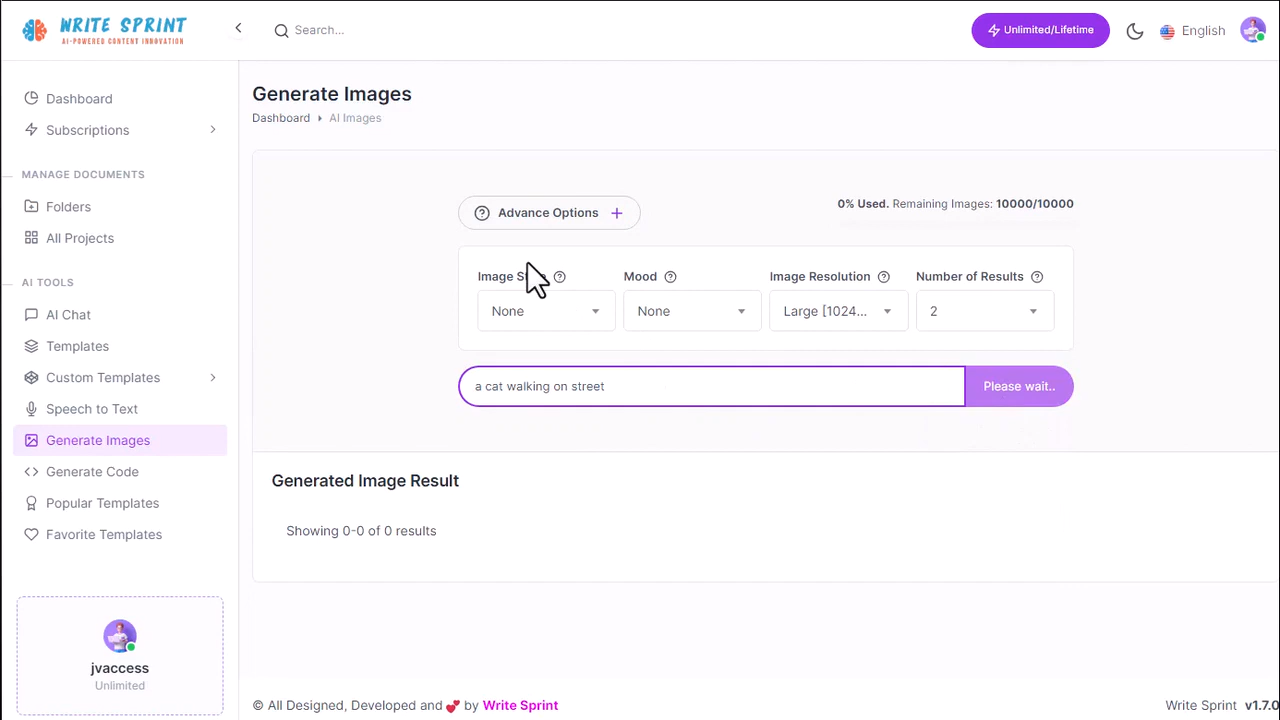 WRITE SPRINT
AI-POWERED CONTENT INNOVATION
Search...
Unlimited/Lifetime
English
Dashboard
Subscriptions
MANAGE DOCUMENTS
Folders
All Projects
AI TOOLS
AI Chat
Templates
Custom Templates
Speech to Text
Generate Images
Generate Code
Popular Templates
Favorite Templates
jvaccess
Unlimited
Generate Images
Dashboard AI Images
Advance Options +
0% Used. Remaining Images: 10000/10000
Image Mood Image Resolution Number of Results
None None Large [1024... 2
a cat walking on street Please wait..
Generated Image Result
Showing 0-0 of 0 results
© All Designed, Developed and 💕 by Write Sprint
Write Sprint v1.7.0